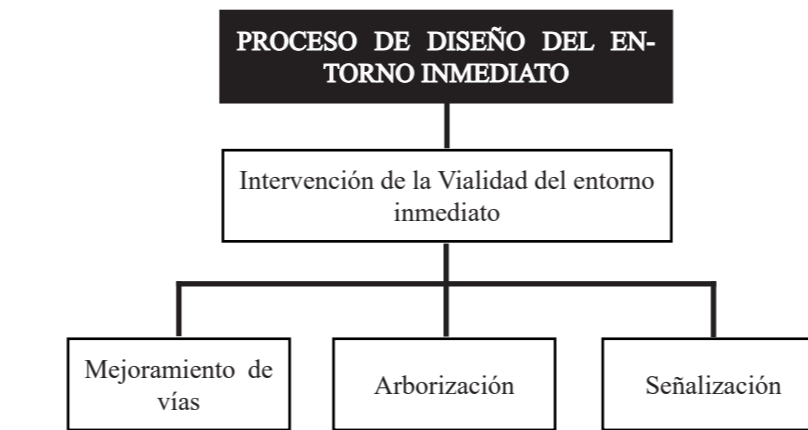 PROCESO DE DISEÑO DEL EN-
TORNO INMEDIATO
Intervención de la Vialidad del entorno
inmediato
Mejoramiento de
vías
Arborización
Señalización